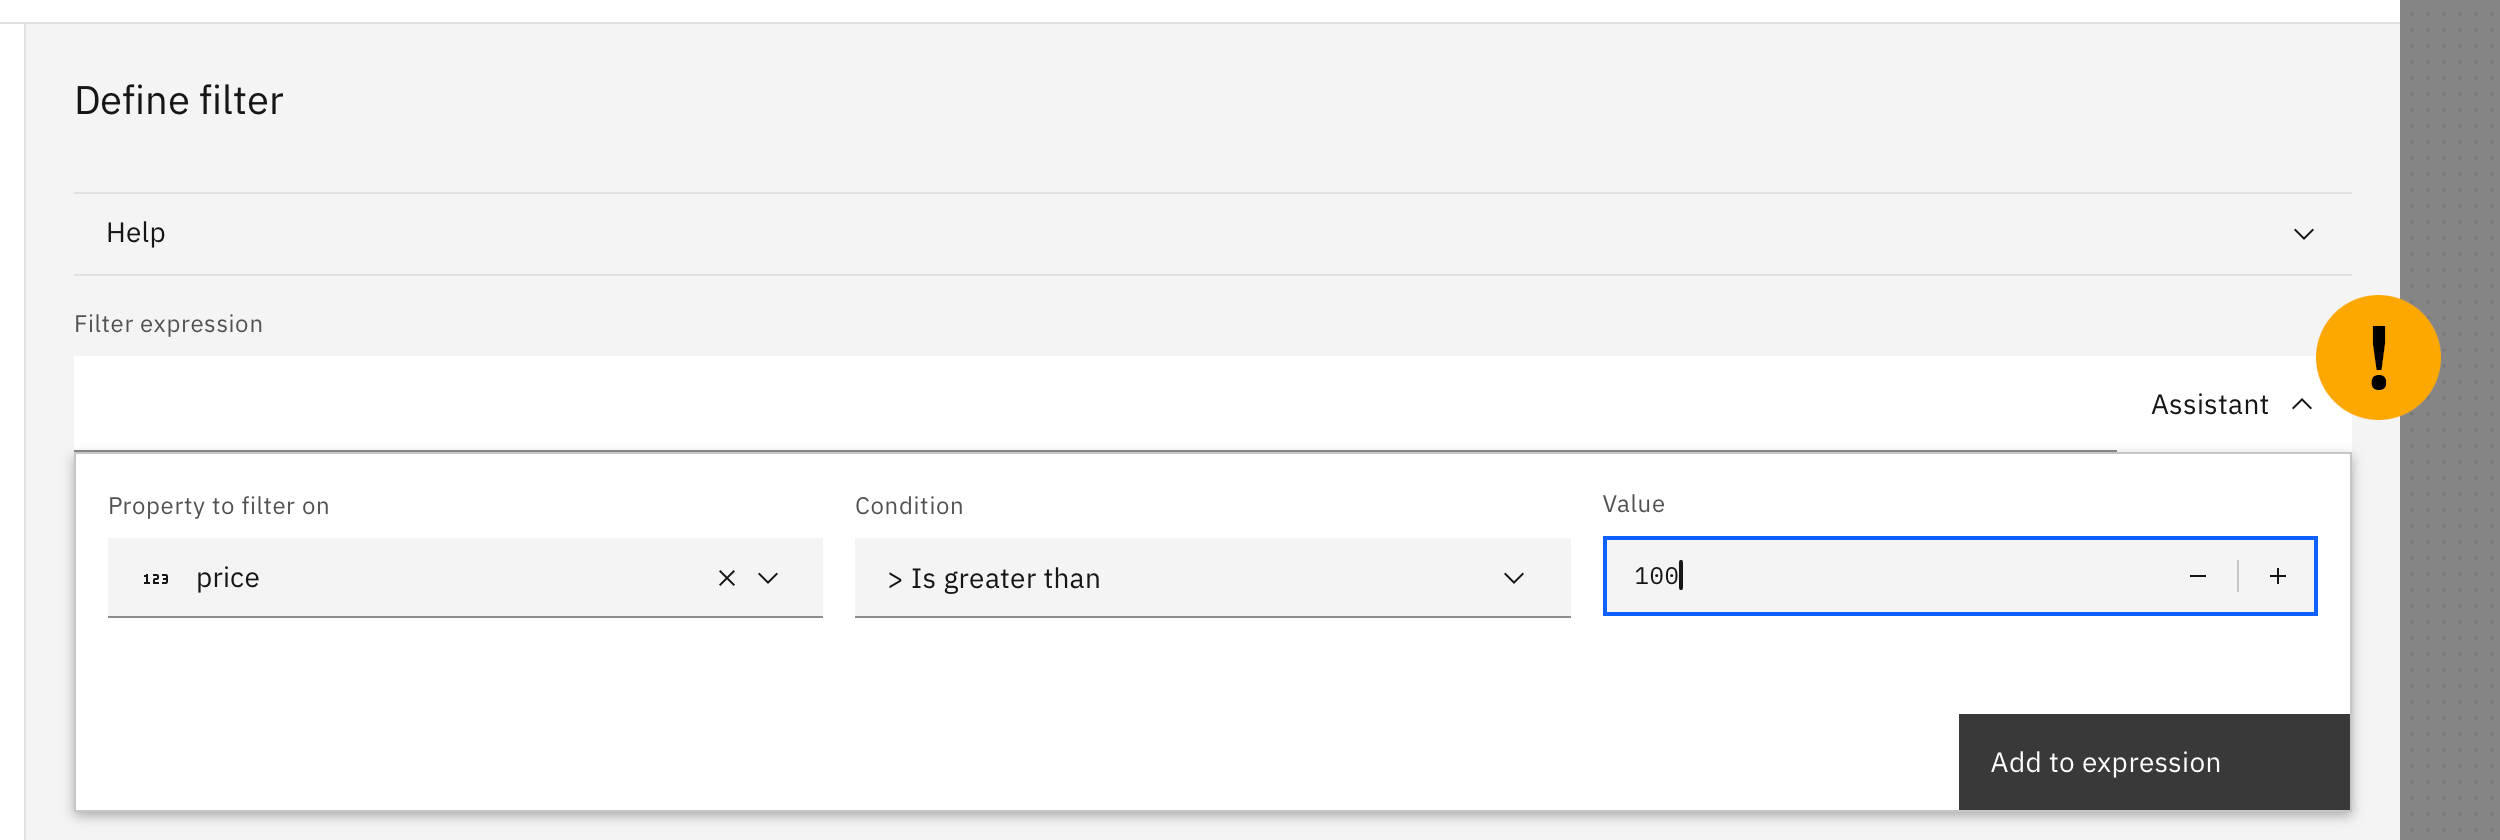 Define filter
Help
Filter expression
!
Assistant
Property to filter on
Condition
Value
123 price
> Is greater than
100
Add to expression